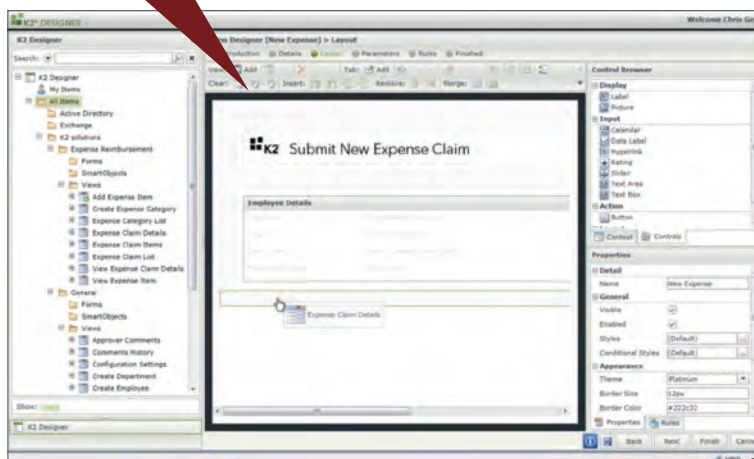 K2* DESIGNER
Welcome Chris Ge
K2 Designer
Designer [New Expense] > Layout
Details
Parameters
Rules
Finished
Search:
View:
Add
Tab:
Add
Clear:
Insert:
Remove:
Merge:
K2 Designer
My Items
All Items
Active Directory
Exchange
K2 solutions
Expense Reimbursement
Forms
SmartObjects
Views
Add Expense Item
Create Expense Category
Expense Category List
Expense Claim Details
Expense Claim Items
Expense Claim List
View Expense Claim Details
View Expense Item
General
Forms
SmartObjects
Views
Approver Comments
Comments History
Configuration Settings
Create Department
Create Employee
Show:
K2 Designer
K2 Submit New Expense Claim
Employee Details
Expense Claim Details
Control Browser
Display
Label
Picture
Input
Calendar
Data Label
Hyperlink
Rating
Slider
Text Area
Text Box
Action
Button
Context
Controls
Properties
Detail
Name
New Expense
General
Visible
Enabled
Styles
(Default)
Conditional Styles
(Default)
Appearance
Theme
Platinum
Border Size
12px
Border Color
#222c32
Properties
Rules
Back
Next
Finish
Cance